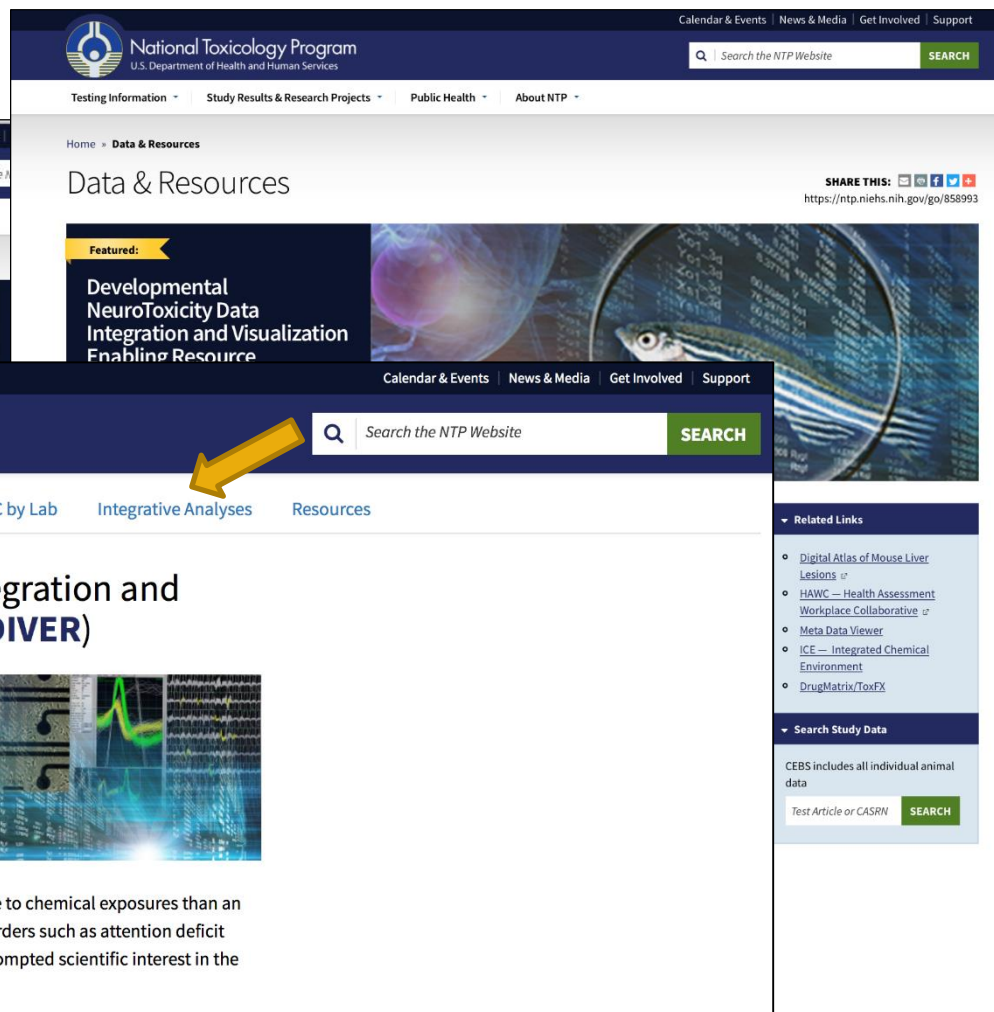 Calendar & Events | News & Media | Get Involved | Support
National Toxicology Program
U.S. Department of Health and Human Services
Search the NTP Website
SEARCH
Testing Information
Study Results & Research Projects
Public Health
About NTP
Home » Data & Resources
Data & Resources
SHARE THIS:
https://ntp.niehs.nih.gov/go/858993
Featured:
Developmental
NeuroToxicity Data
Integration and Visualization
Enabling Resource
Calendar & Events | News & Media | Get Involved | Support
Search the NTP Website
SEARCH
by Lab
Integrative Analyses
Resources
egration and
DIVER)
e to chemical exposures than an
rders such as attention deficit
ompted scientific interest in the
Related Links
Digital Atlas of Mouse Liver
Lesions
HAWC — Health Assessment
Workplace Collaborative
Meta Data Viewer
ICE — Integrated Chemical
Environment
DrugMatrix/ToxFX
Search Study Data
CEBS includes all individual animal
data
Test Article or CASRN
SEARCH